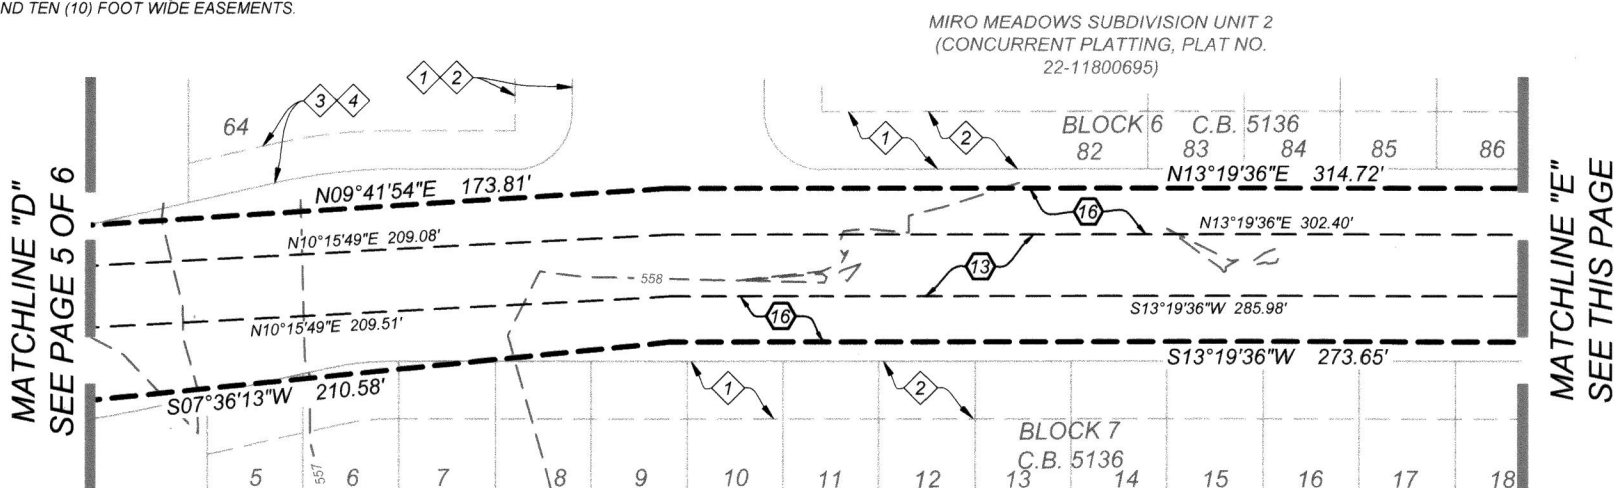 ND TEN (10) FOOT WIDE EASEMENTS.
MIRO MEADOWS SUBDIVISION UNIT 2
(CONCURRENT PLATTING, PLAT NO.
22-11800695)
1 2
3 4
64
1 2
BLOCK 6 C.B. 5136
82 83 84 85 86
MATCHLINE "D"
SEE PAGE 5 OF 6
N09°41'54"E 173.81'
N13°19'36"E 314.72'
16
N10°15'49"E 209.08'
N13°19'36"E 302.40'
13
558
N10°15'49"E 209.51'
16
S13°19'36"W 285.98'
S07°36'13"W 210.58'
S13°19'36"W 273.65'
MATCHLINE "E"
SEE THIS PAGE
1 2
BLOCK 7
C.B. 5136
5 557 6 7 8 9 10 11 12 13 14 15 16 17 18